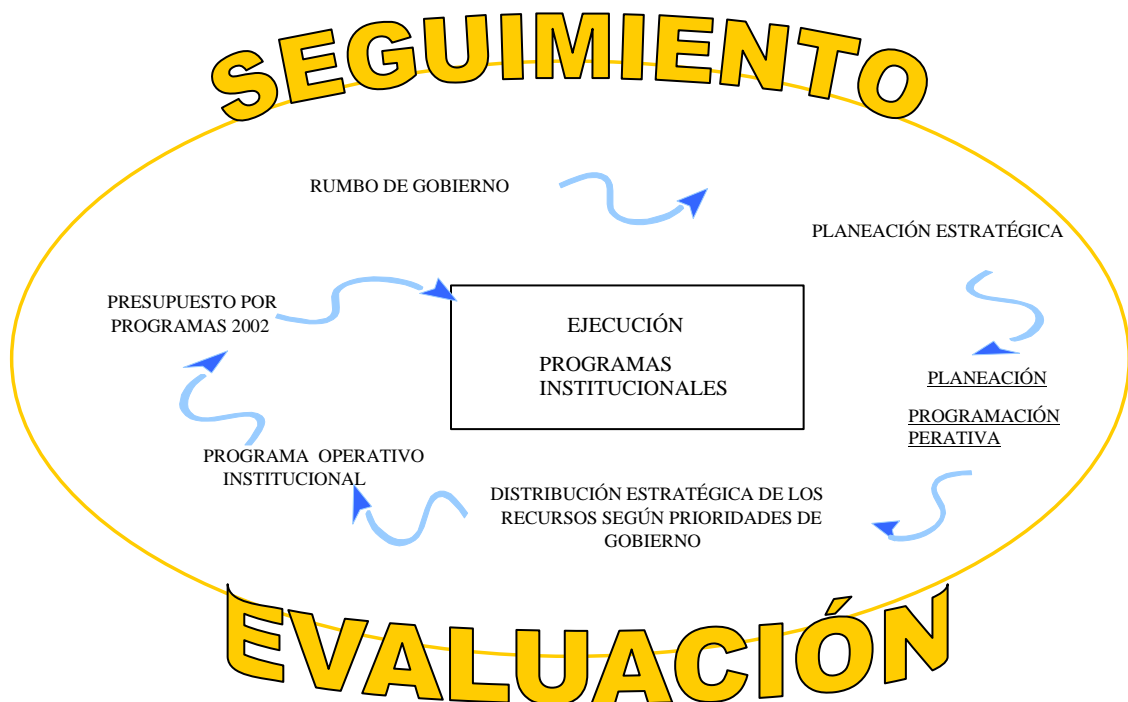 SEGUIMIENTO
RUMBO DE GOBIERNO
PLANEACIÓN ESTRATÉGICA
PRESUPUESTO POR
PROGRAMAS 2002
EJECUCIÓN
PROGRAMAS
INSTITUCIONALES
PLANEACIÓN
PROGRAMACIÓN
PERATIVA
PROGRAMA OPERATIVO
INSTITUCIONAL
DISTRIBUCIÓN ESTRATÉGICA DE LOS
RECURSOS SEGÚN PRIORIDADES DE
GOBIERNO
EVALUACIÓN